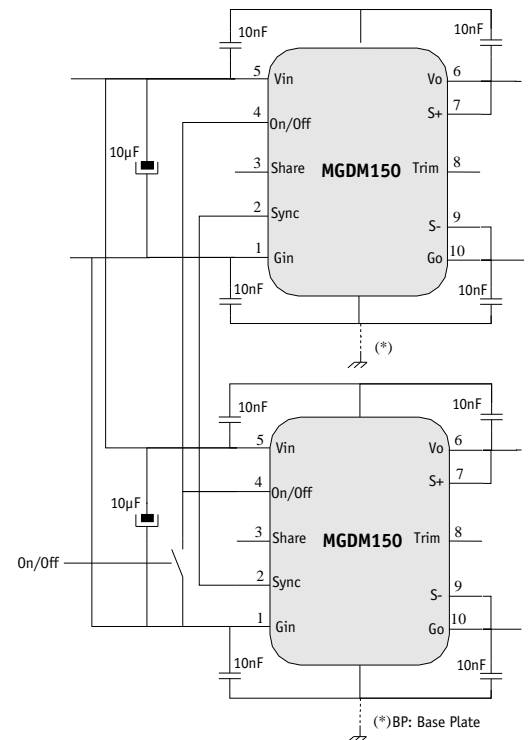 10nF
10nF
5
Vin
Vo
6
4
On/Off
S+
7
10µF
3
Share
MGDM150
Trim
8
2
Sync
S-
9
1
Gin
Go
10
10nF
10nF
(*)
10nF
10nF
5
Vin
Vo
6
4
On/Off
S+
7
10µF
3
Share
MGDM150
Trim
8
On/Off
2
Sync
S-
9
1
Gin
Go
10
10nF
10nF
(*)BP: Base Plate